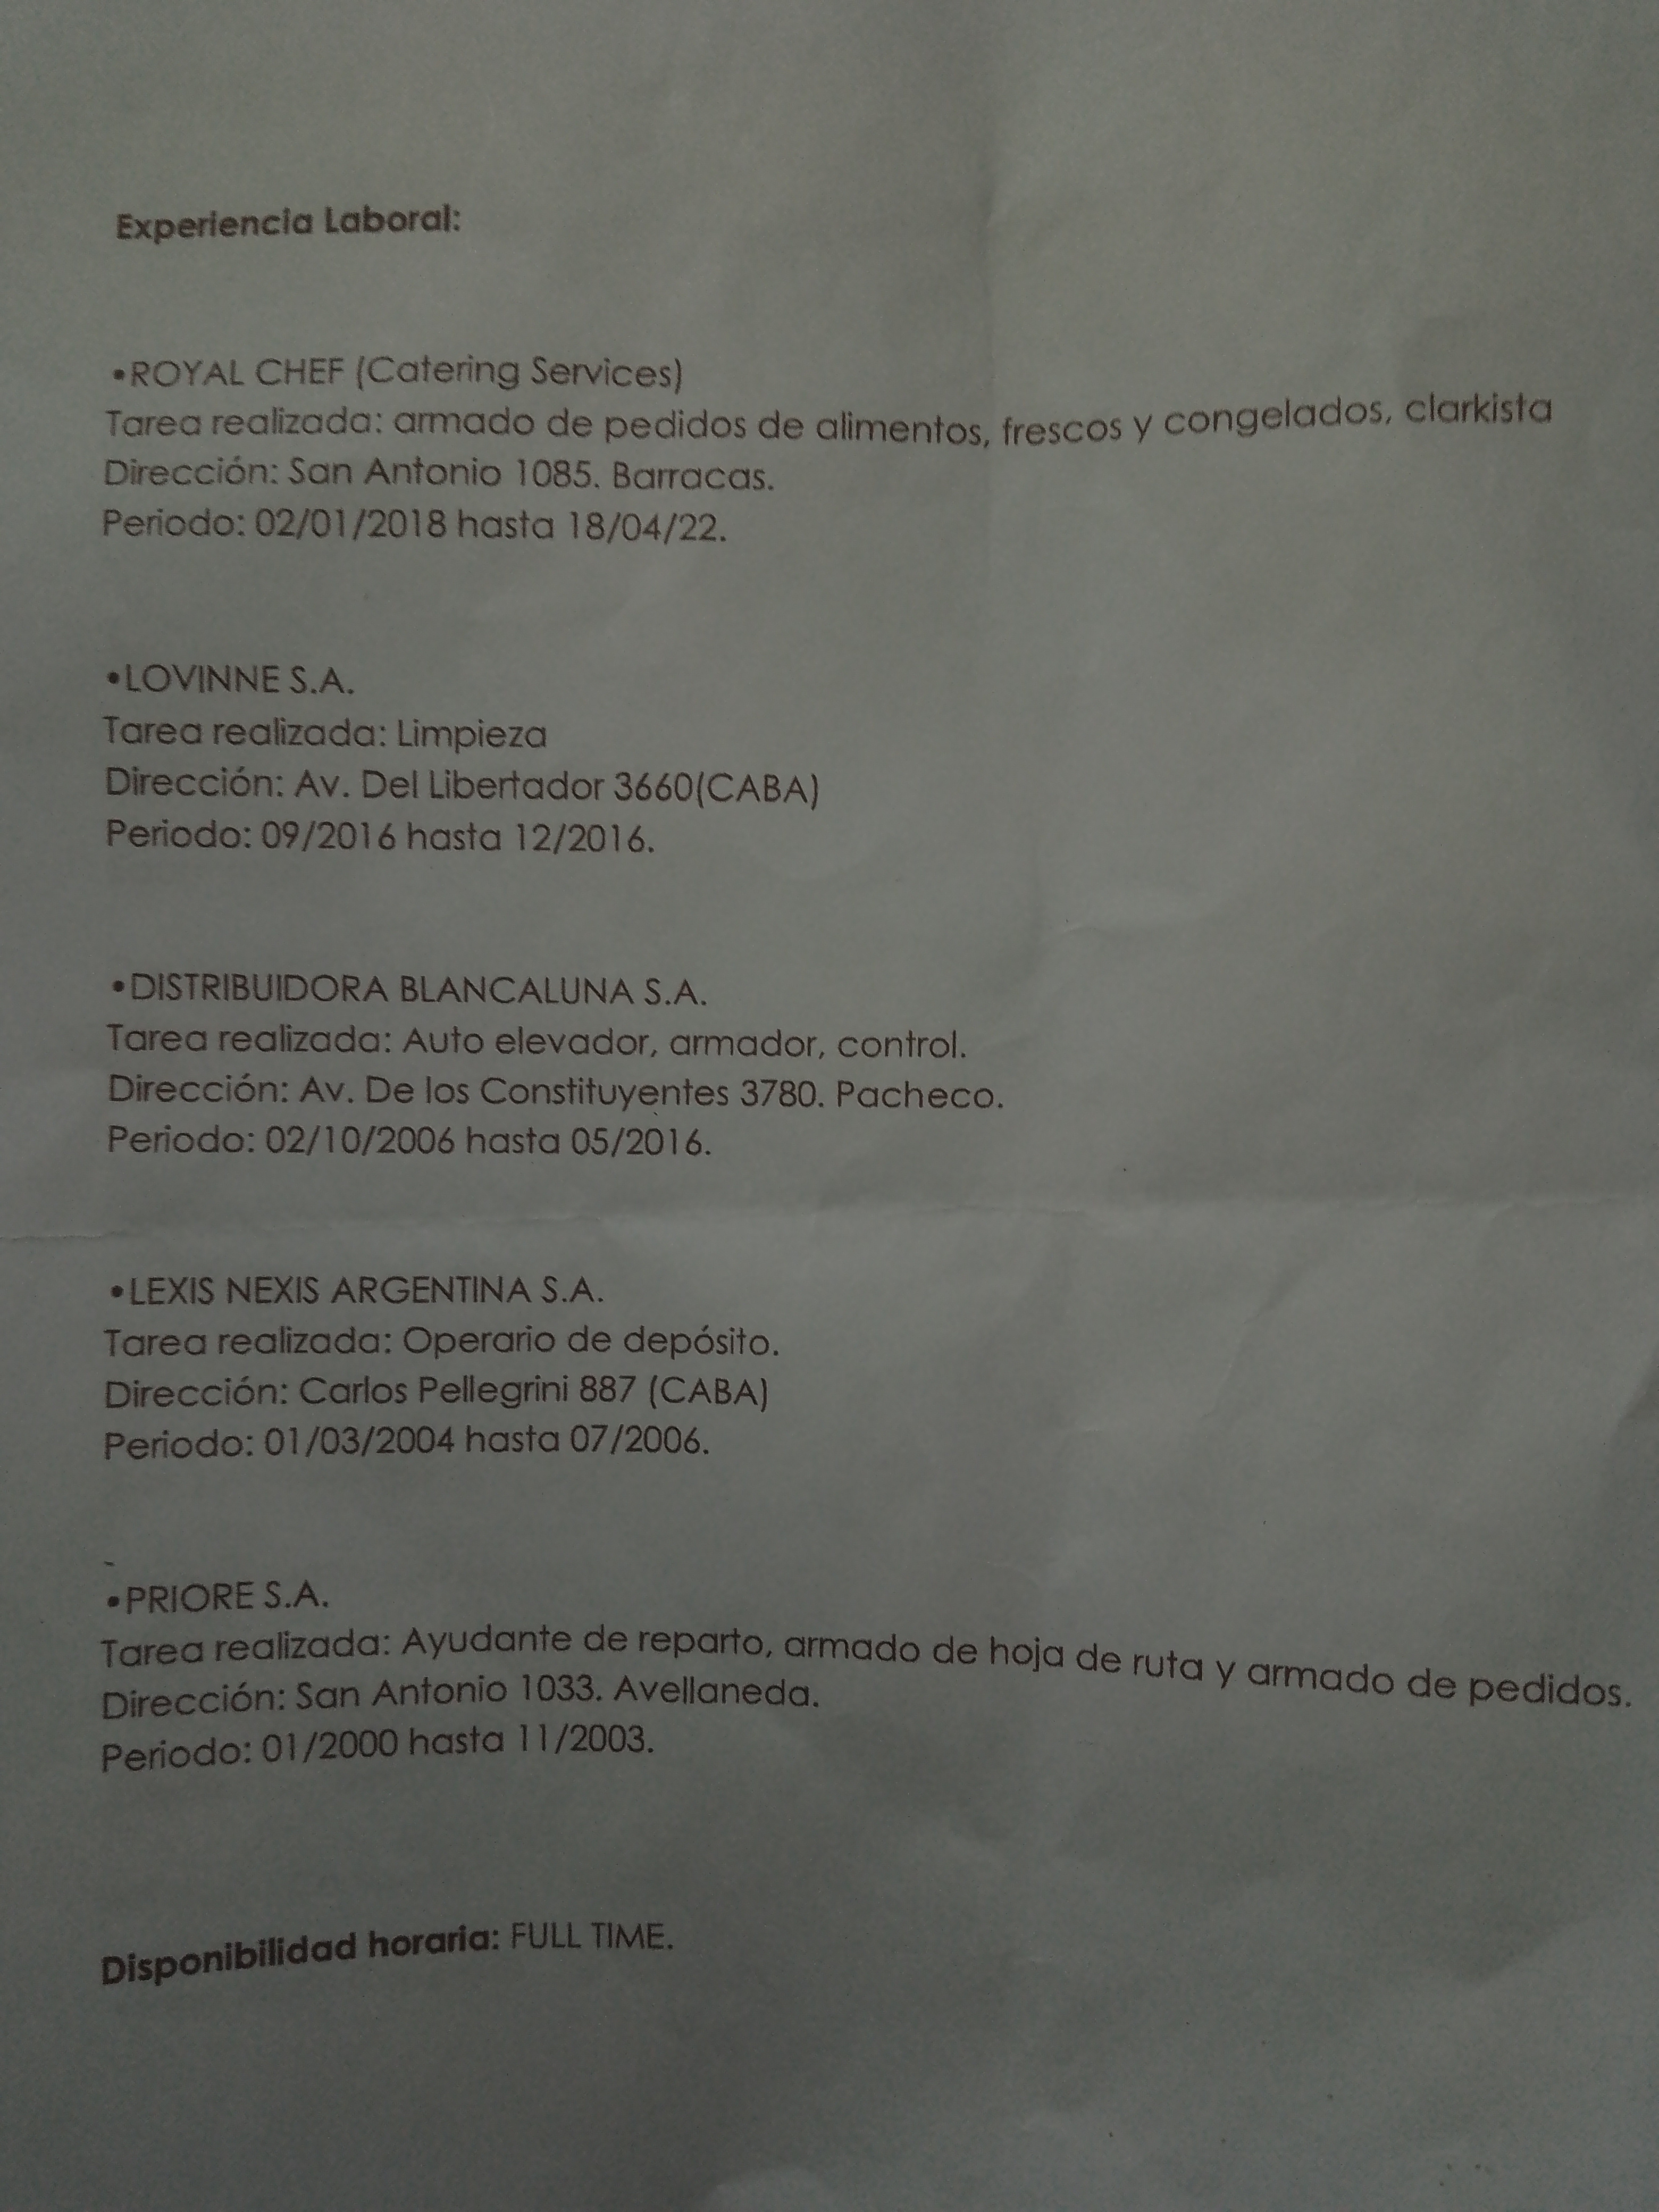 Experiencia Laboral:
•ROYAL CHEF (Catering Services)
Tarea realizada: armado de pedidos de alimentos, frescos y congelados, clarkista
Dirección: San Antonio 1085. Barracas.
Periodo: 02/01/2018 hasta 18/04/22.
•LOVINNE S.A.
Tarea realizada: Limpieza
Dirección: Av. Del Libertador 3660(CABA)
Periodo: 09/2016 hasta 12/2016.
•DISTRIBUIDORA BLANCALUNA S.A.
Tarea realizada: Auto elevador, armador, control.
Dirección: Av. De los Constituyentes 3780. Pacheco.
Periodo: 02/10/2006 hasta 05/2016.
•LEXIS NEXIS ARGENTINA S.A.
Tarea realizada: Operario de depósito.
Dirección: Carlos Pellegrini 887 (CABA)
Periodo: 01/03/2004 hasta 07/2006.
-
•PRIORE S.A.
Tarea realizada: Ayudante de reparto, armado de hoja de ruta y armado de pedidos.
Dirección: San Antonio 1033. Avellaneda.
Periodo: 01/2000 hasta 11/2003.
Disponibilidad horaria: FULL TIME.